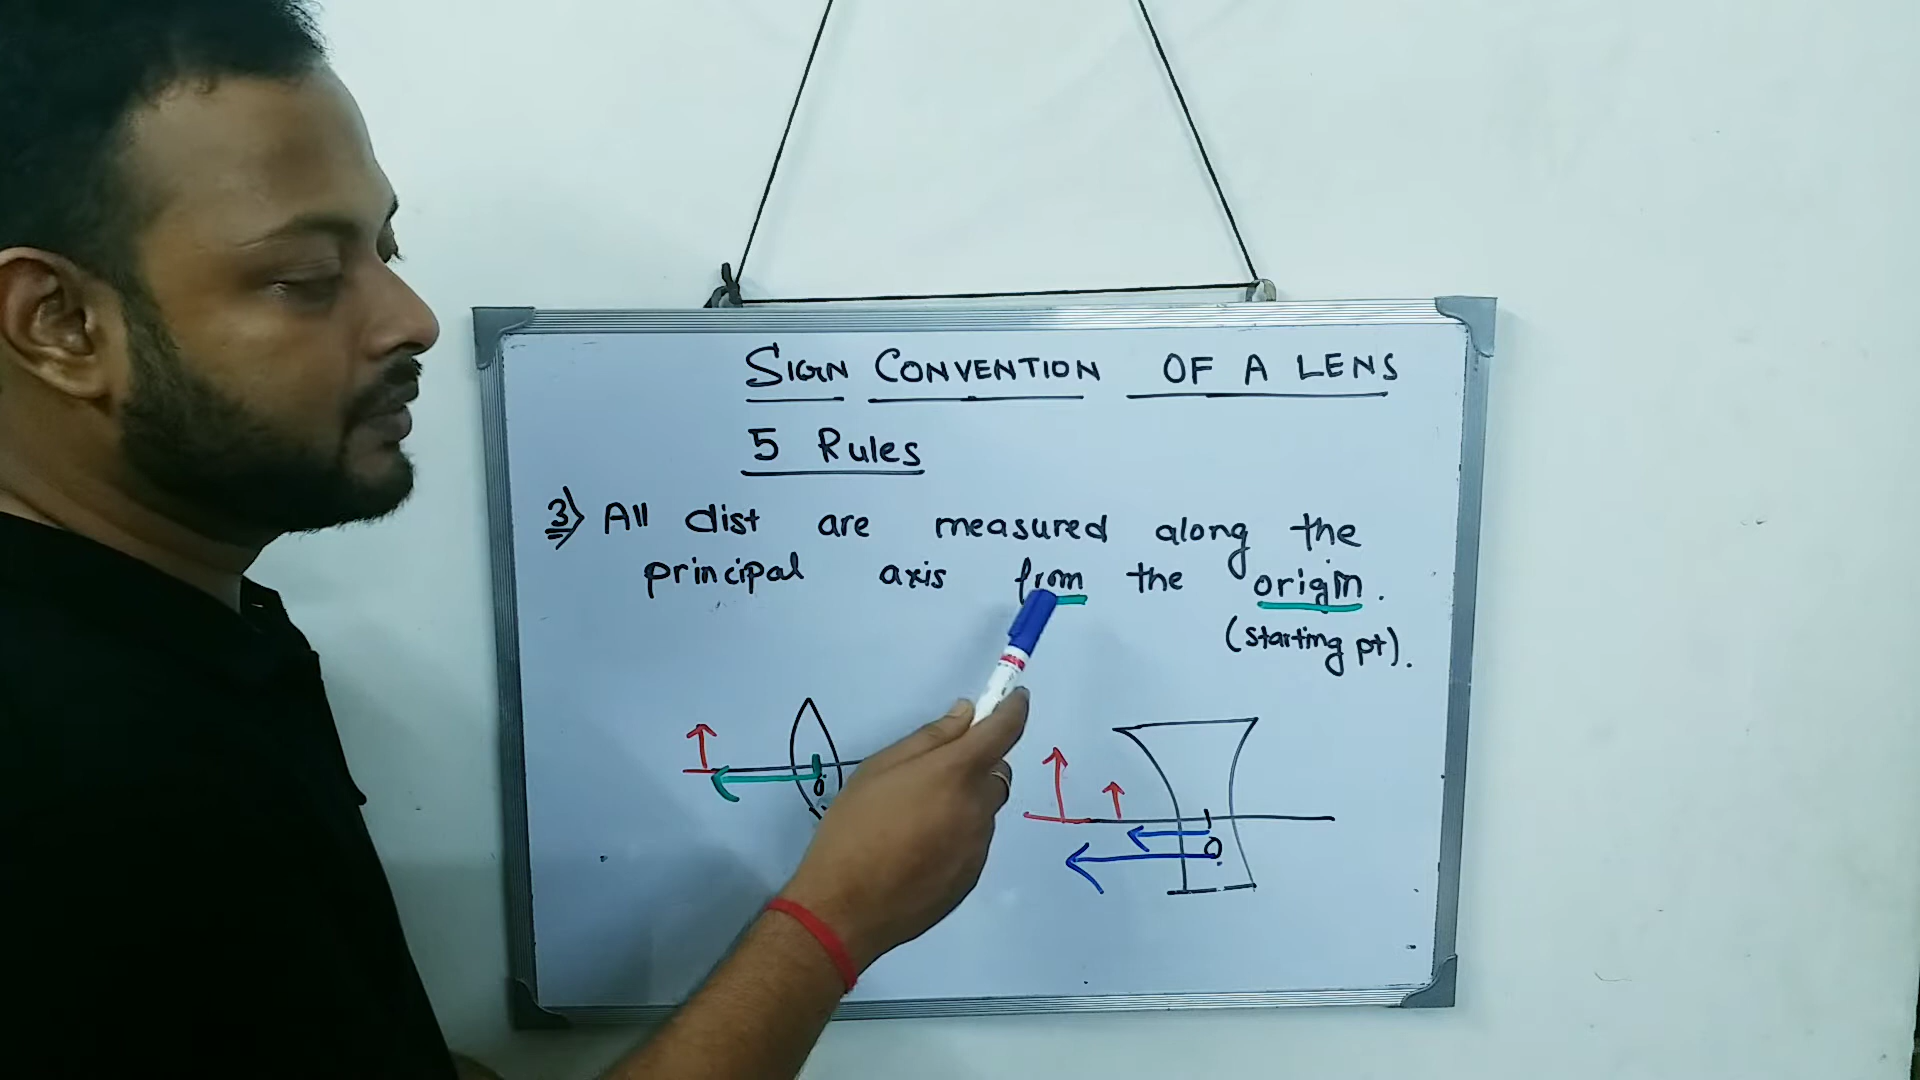 SIGN CONVENTION OF A LENS
5 Rules
3) All dist are measured along the
principal axis from the origin.
(starting pt).
O
O